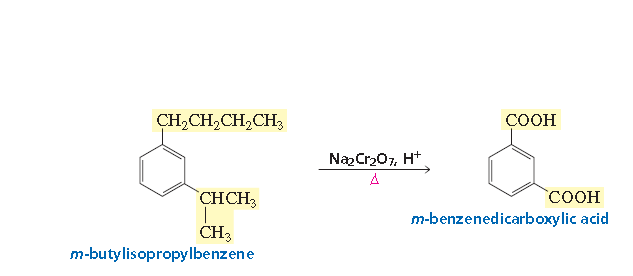 CH₂CH₂CH₂CH₃
COOH
Na₂Cr₂O₇, H⁺
Δ
CHCH₃
CH₃
COOH
m-butylisopropylbenzene
m-benzenedicarboxylic acid